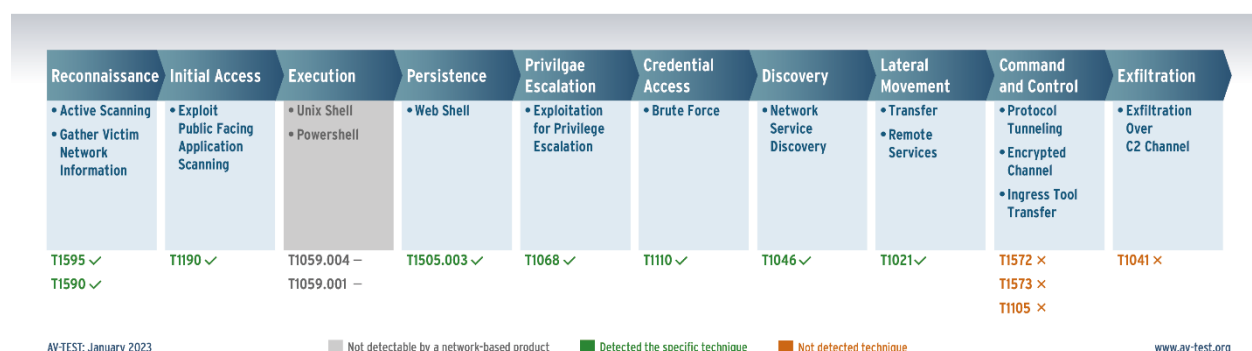 Reconnaissance
Initial Access
Execution
Persistence
Privilgae
Escalation
Credential
Access
Discovery
Lateral
Movement
Command
and Control
Exfiltration
• Active Scanning
• Gather Victim
Network
Information
• Exploit
Public Facing
Application
Scanning
• Unix Shell
• Powershell
• Web Shell
• Exploitation
for Privilege
Escalation
• Brute Force
• Network
Service
Discovery
• Transfer
• Remote
Services
• Protocol
Tunneling
• Encrypted
Channel
• Ingress Tool
Transfer
• Exfiltration
Over
C2 Channel
T1595 ✓
T1590 ✓
T1190 ✓
T1059.004 –
T1059.001 –
T1505.003 ✓
T1068 ✓
T1110 ✓
T1046 ✓
T1021 ✓
T1572 ×
T1573 ×
T1105 ×
T1041 ×
AV-TEST: January 2023
Not detectable by a network-based product
Detected the specific technique
Not detected technique
www.av-test.org